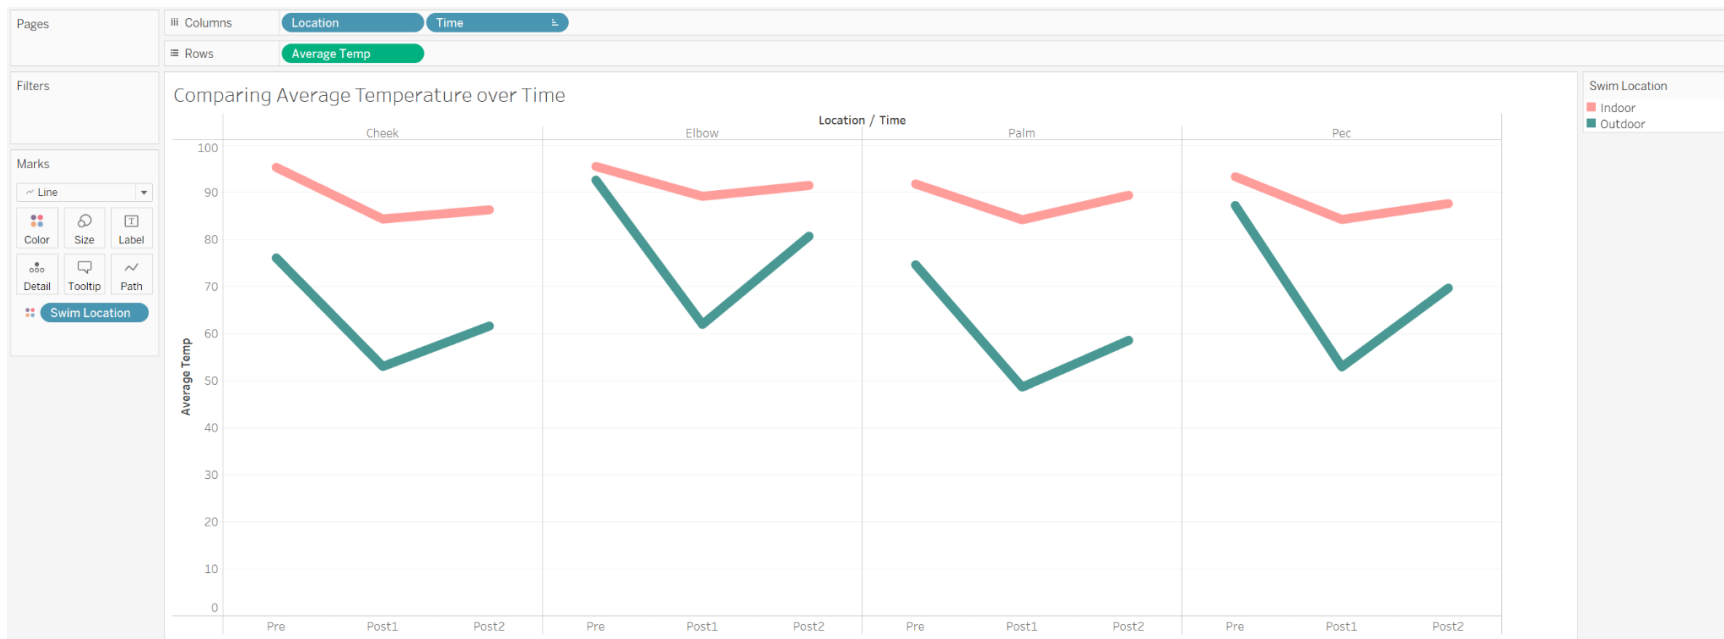 Pages
Columns
Location
Time
Rows
Average Temp
Filters
Marks
Line
Color
Size
Label
Detail
Tooltip
Path
Swim Location
Comparing Average Temperature over Time
Location / Time
Cheek
Elbow
Palm
Pec
Average Temp
100
90
80
70
60
50
40
30
20
10
0
Pre Post1 Post2 Pre Post1 Post2 Pre Post1 Post2 Pre Post1 Post2
Swim Location
Indoor
Outdoor